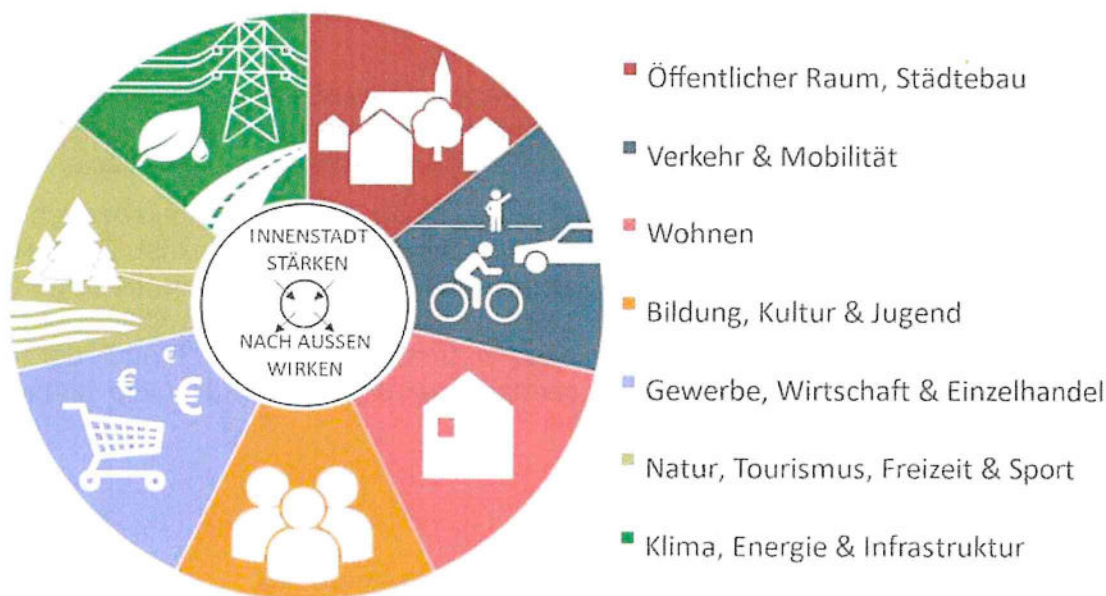 INNENSTADT
STÄRKEN
NACH AUSSEN
WIRKEN
€
€
€
Öffentlicher Raum, Städtebau
Verkehr & Mobilität
Wohnen
Bildung, Kultur & Jugend
Gewerbe, Wirtschaft & Einzelhandel
Natur, Tourismus, Freizeit & Sport
Klima, Energie & Infrastruktur